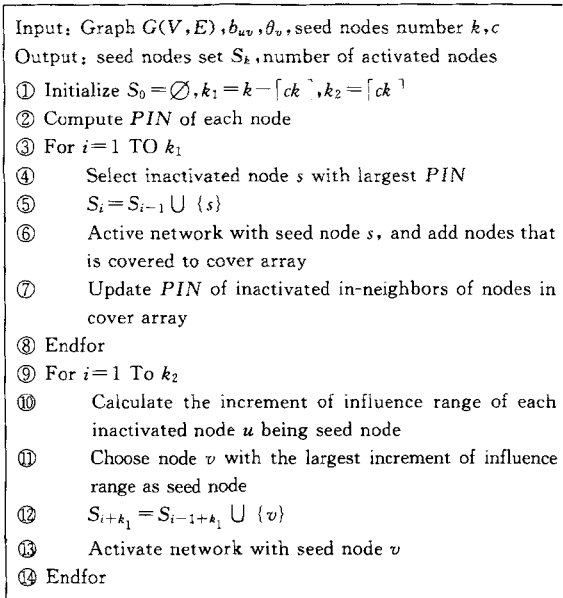 Input: Graph G(V,E),b_{uv},θ_v,seed nodes number k,c
Output: seed nodes set S_k,number of activated nodes
① Initialize S_0=∅,k_1=k-⌈ck⌉,k_2=⌈ck⌉
② Compute PIN of each node
③ For i=1 TO k_1
④ Select inactivated node s with largest PIN
⑤ S_i=S_{i-1}∪{s}
⑥ Active network with seed node s, and add nodes that
is covered to cover array
⑦ Update PIN of inactivated in-neighbors of nodes in
cover array
⑧ Endfor
⑨ For i=1 To k_2
⑩ Calculate the increment of influence range of each
inactivated node u being seed node
⑪ Choose node v with the largest increment of influence
range as seed node
⑫ S_{i+k_1}=S_{i-1+k_1}∪{v}
⑬ Activate network with seed node v
⑭ Endfor